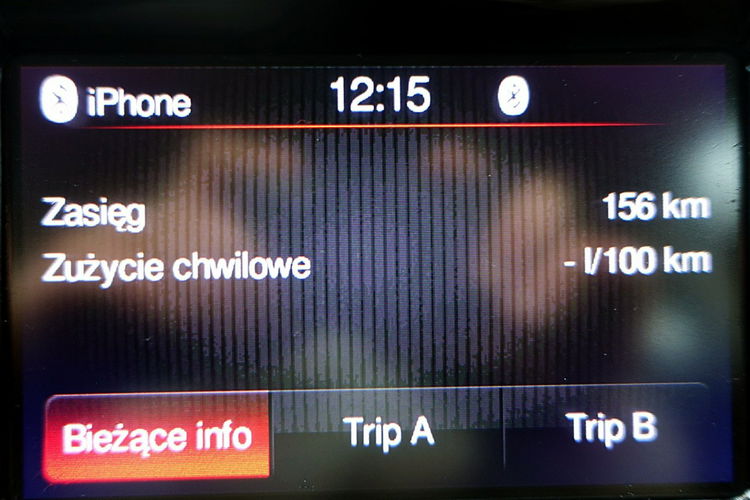 iPhone 12:15
Zasięg 156 km
Zużycie chwilowe - l/100 km
Bieżące info Trip A Trip B